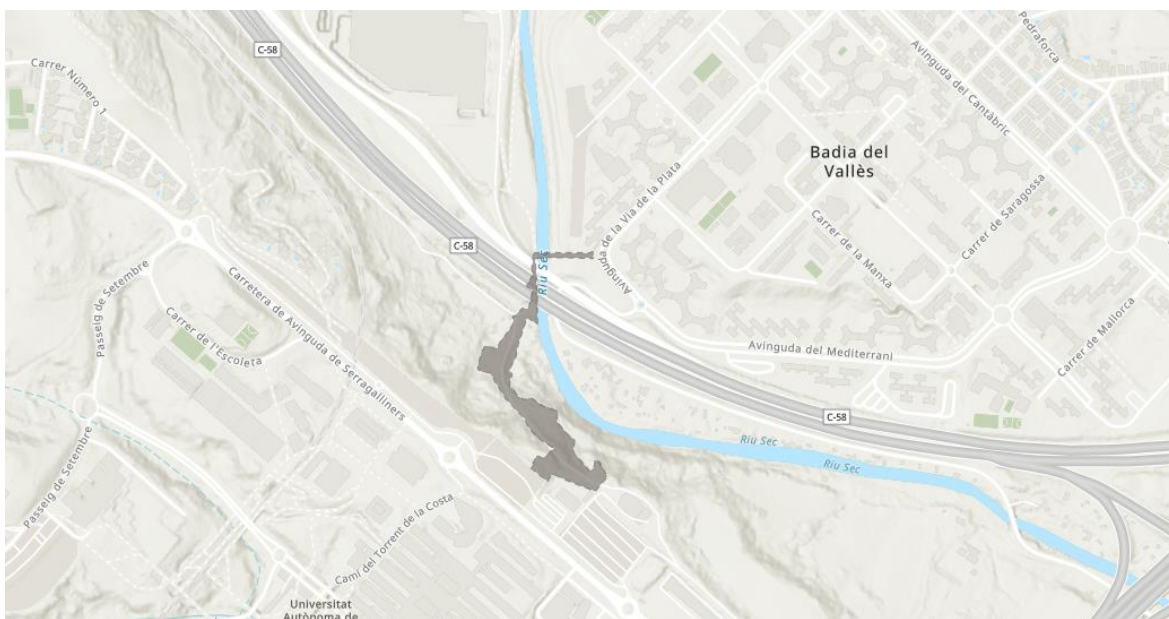 C-58
Carrer Número 1
Pedraforca
Avinguda del Cantàbric
Badia del
Vallès
Avinguda de la Via de la Plata
Carrer de Saragossa
Carrer de la Manxa
C-58
Riu Sec
Passeig de Setembre
Carretera de Avinguda de Serragalliners
Carrer de l'Escoleta
Carrer de Mallorca
Avinguda del Mediterrani
C-58
Riu Sec
Riu Sec
Passeig de Setembre
Camí del Torrent de la Costa
Universitat
Autònoma de